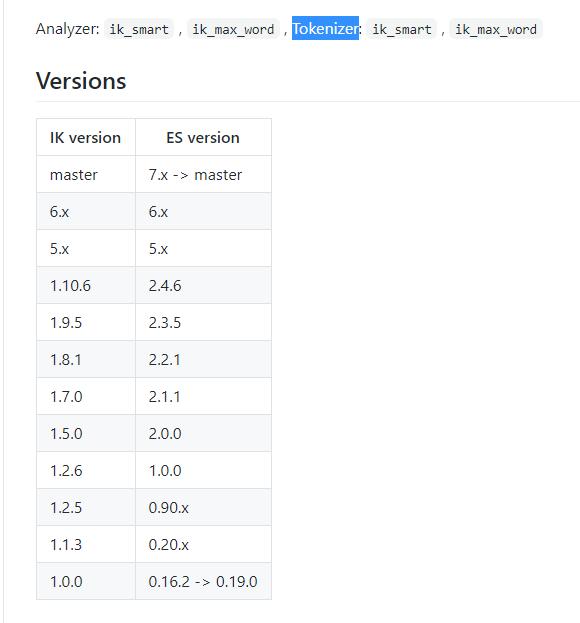 Analyzer: ik_smart , ik_max_word , Tokenizer: ik_smart , ik_max_word
Versions
IK version ES version
master 7.x -> master
6.x 6.x
5.x 5.x
1.10.6 2.4.6
1.9.5 2.3.5
1.8.1 2.2.1
1.7.0 2.1.1
1.5.0 2.0.0
1.2.6 1.0.0
1.2.5 0.90.x
1.1.3 0.20.x
1.0.0 0.16.2 -> 0.19.0